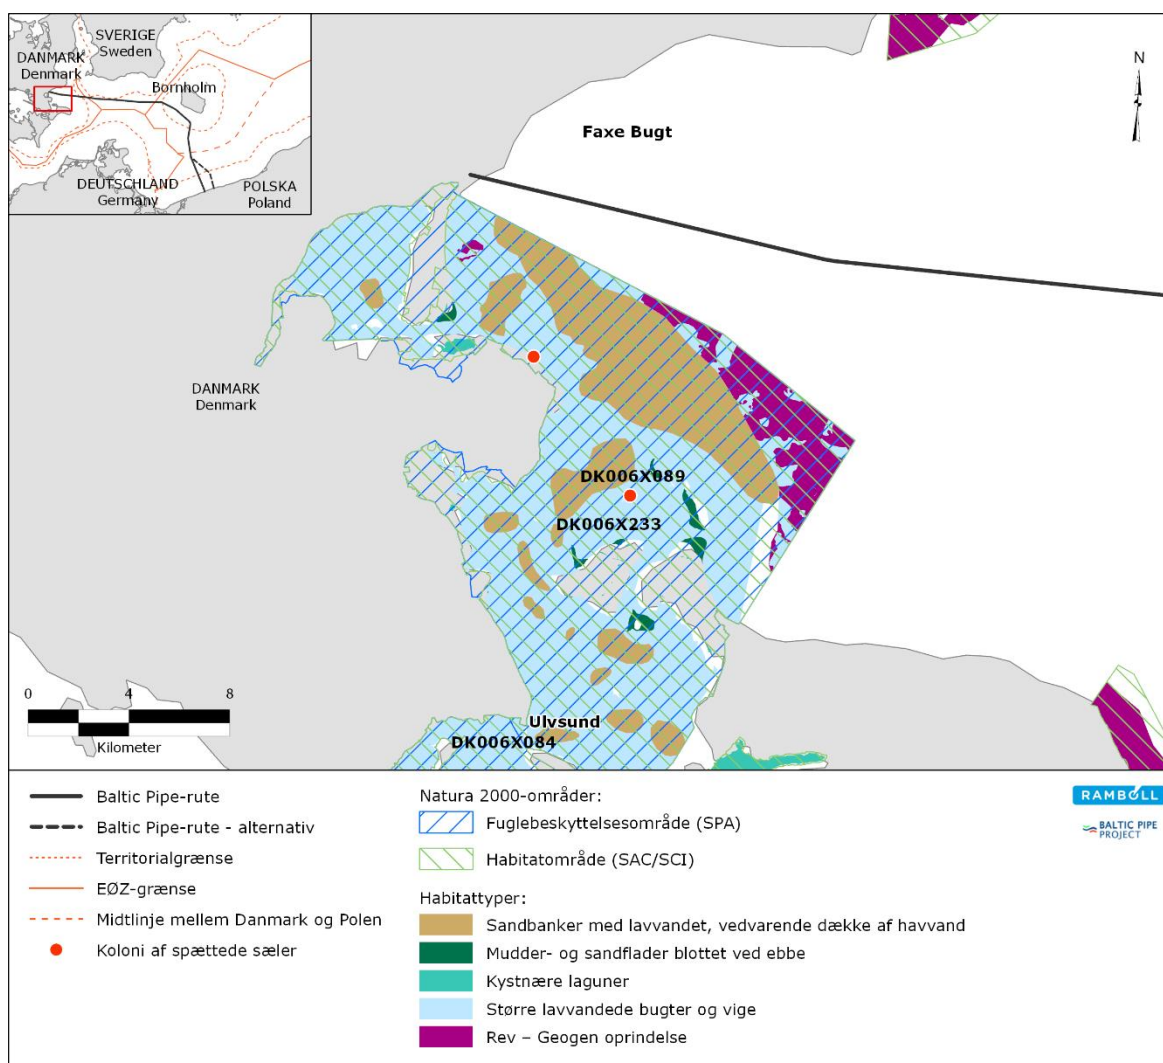 SVERIGE
Sweden
DANMARK
Denmark
Bornholm
DEUTSCHLAND
Germany
POLSKA
Poland
N
Faxe Bugt
DANMARK
Denmark
DK006X089
DK006X233
Ulvsund
DK006X084
0 4 8
Kilometer
Baltic Pipe-rute
Baltic Pipe-rute - alternativ
Territorialgrænse
EØZ-grænse
Midtlinje mellem Danmark og Polen
Koloni af spættede sæler
Natura 2000-områder:
Fuglebeskyttelsesområde (SPA)
Habitatområde (SAC/SCI)
Habitattyper:
Sandbanker med lavvandet, vedvarende dække af havvand
Mudder- og sandflader blottet ved ebbe
Kystnære laguner
Større lavvandede bugter og vige
Rev – Geogen oprindelse
RAMBOLL
BALTIC PIPE
PROJECT